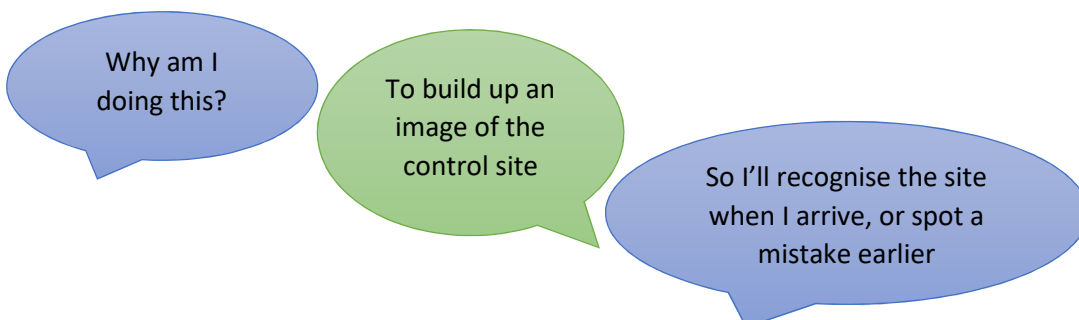 Why am I
doing this?
To build up an
image of the
control site
So I’ll recognise the site
when I arrive, or spot a
mistake earlier